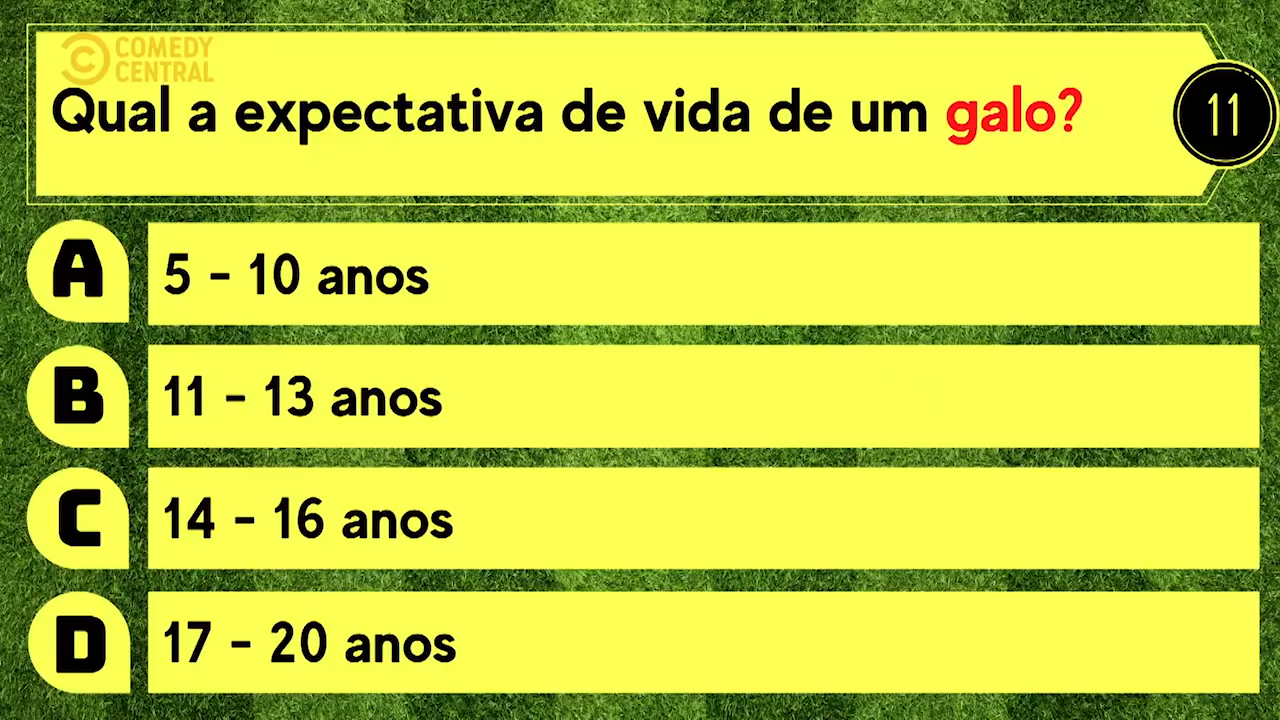 COMEDY
CENTRAL
Qual a expectativa de vida de um galo?
11
A
5 - 10 anos
B
11 - 13 anos
C
14 - 16 anos
D
17 - 20 anos